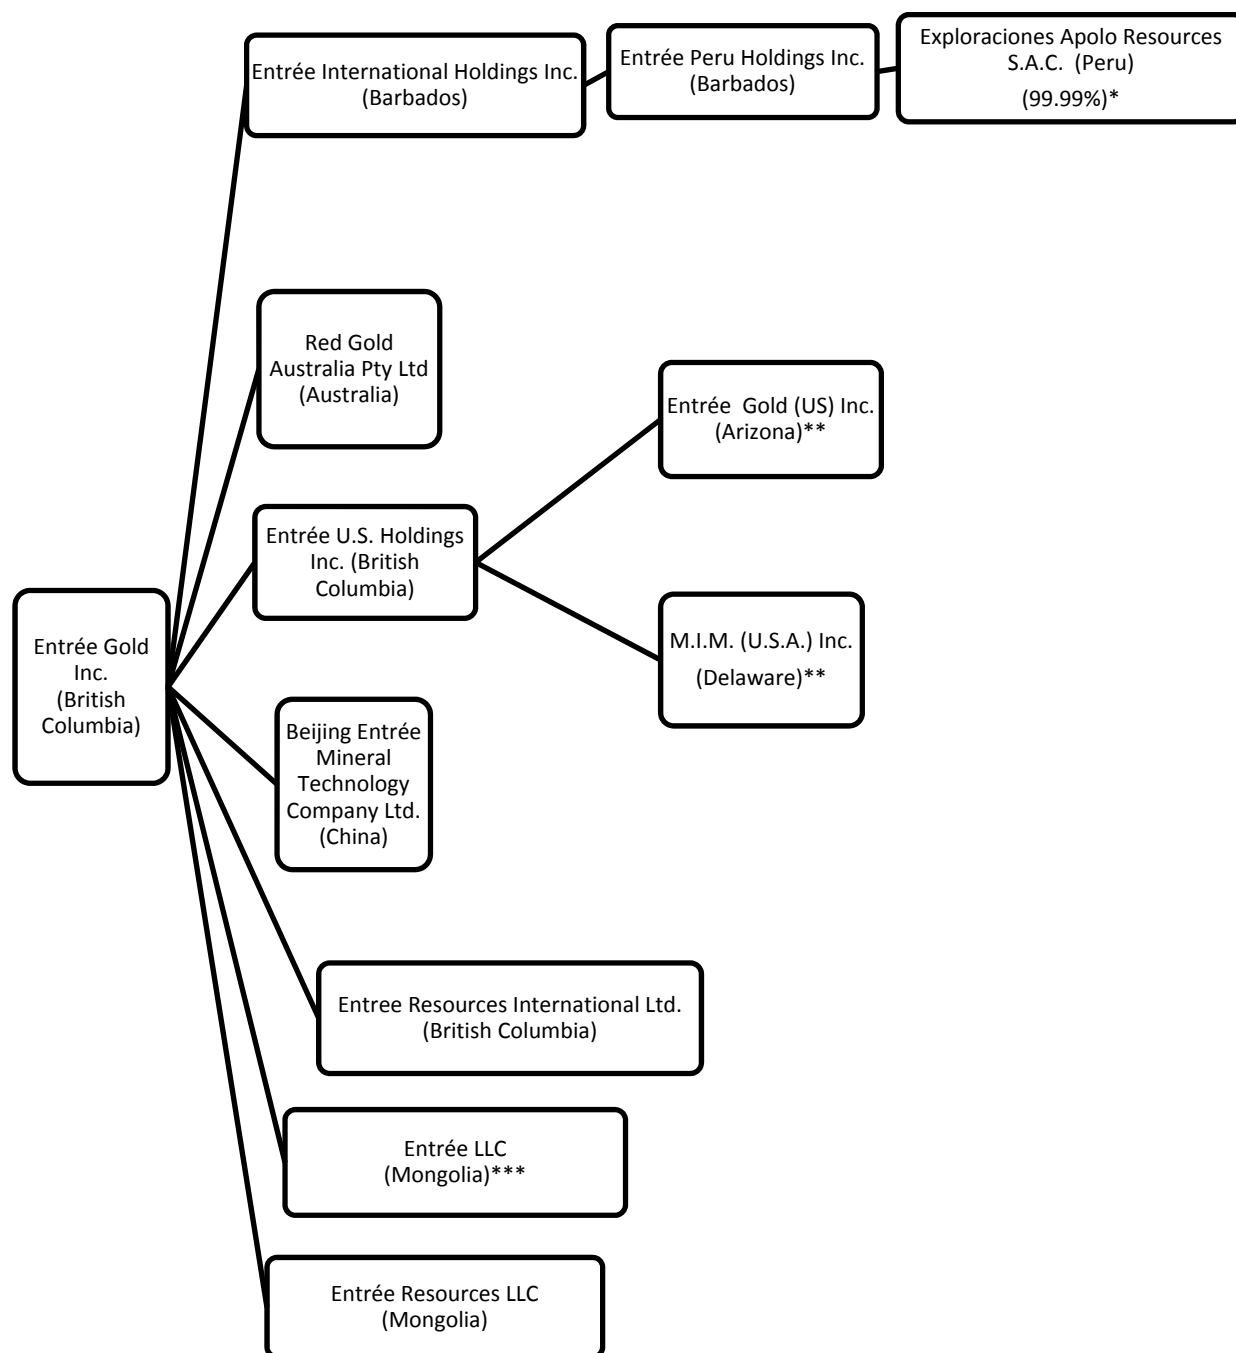 Entrée International Holdings Inc.
(Barbados)
Entrée Peru Holdings Inc.
(Barbados)
Exploraciones Apolo Resources
S.A.C. (Peru)
(99.99%)*
Red Gold
Australia Pty Ltd
(Australia)
Entrée Gold (US) Inc.
(Arizona)**
Entrée U.S. Holdings
Inc. (British
Columbia)
Entrée Gold
Inc.
(British
Columbia)
M.I.M. (U.S.A.) Inc.
(Delaware)**
Beijing Entrée
Mineral
Technology
Company Ltd.
(China)
Entree Resources International Ltd.
(British Columbia)
Entrée LLC
(Mongolia)***
Entrée Resources LLC
(Mongolia)